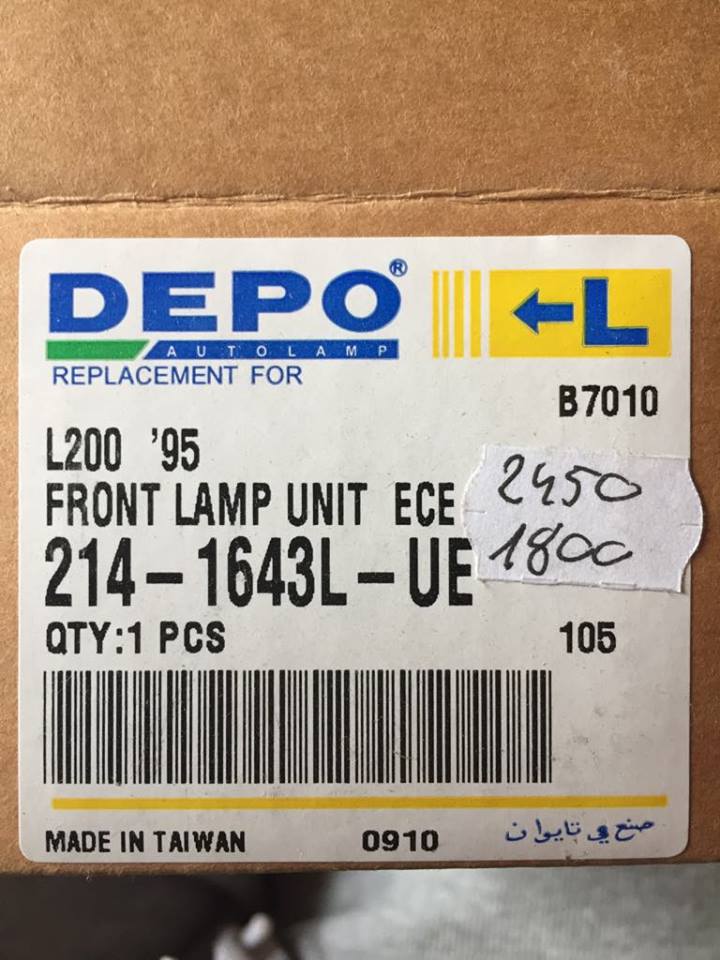 DEPO®
AUTOLAMP
REPLACEMENT FOR
L
B7010
L200 '95
FRONT LAMP UNIT ECE
2450
1800
214-1643L-UE
QTY:1 PCS
105
MADE IN TAIWAN
0910
صنع في تايوان